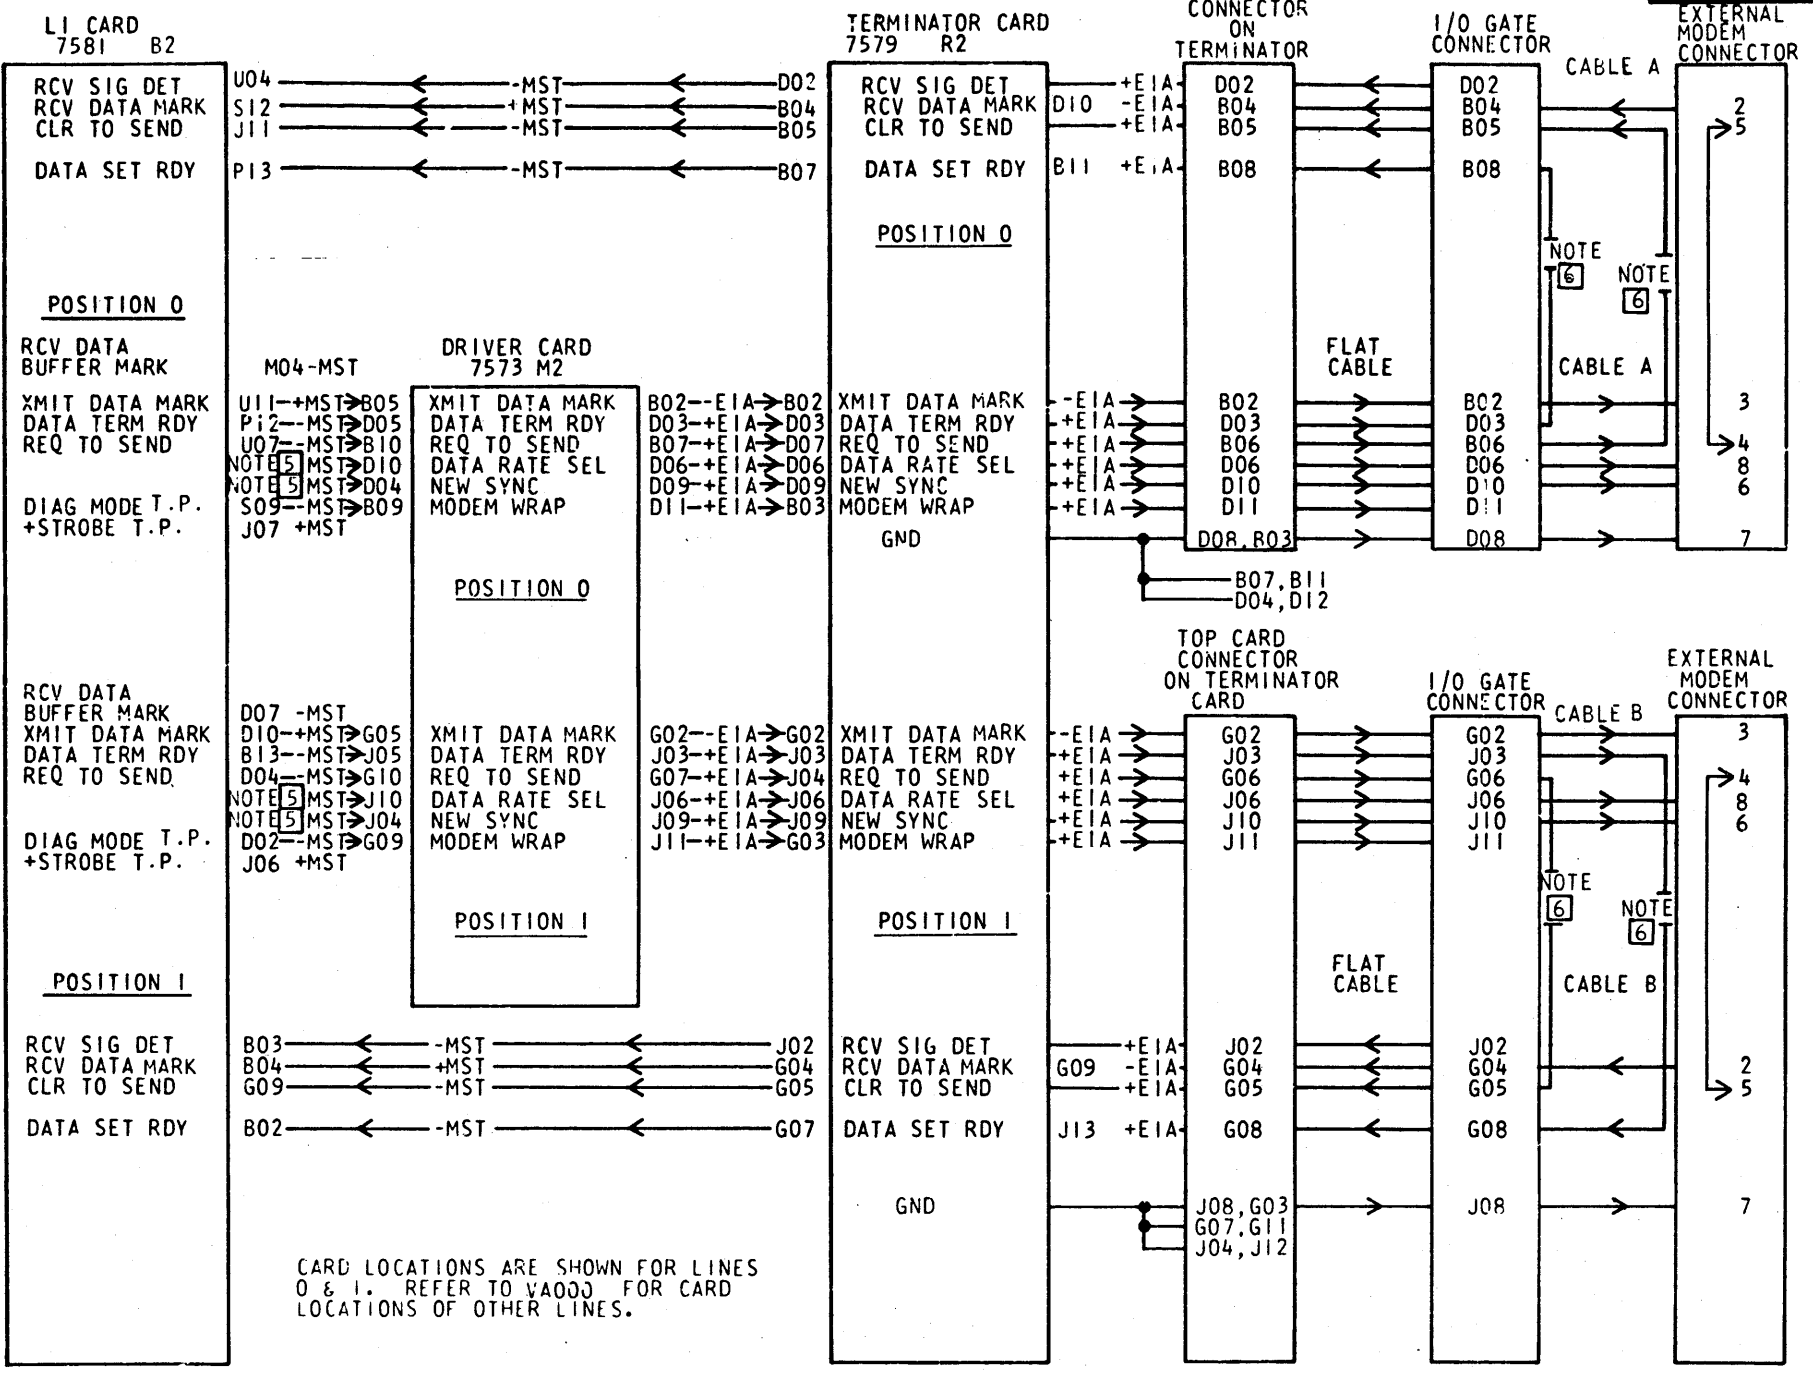 LI CARD
7581 B2
TERMINATOR CARD
7579 R2
CONNECTOR
ON
TERMINATOR
I/O GATE
CONNECTOR
CABLE A
EXTERNAL
MODEM
CONNECTOR
RCV SIG DET U04 -MST D02 RCV SIG DET +EIA D02 D02
RCV DATA MARK S12 +MST B04 RCV DATA MARK D10 -EIA B04 B04 2
CLR TO SEND J11 -MST B05 CLR TO SEND +EIA B05 B05 5
DATA SET RDY P13 -MST B07 DATA SET RDY B11 +EIA B08 B08
POSITION 0
NOTE
6
NOTE
6
POSITION 0
RCV DATA
BUFFER MARK M04-MST
DRIVER CARD
7573 M2
FLAT
CABLE
CABLE A
XMIT DATA MARK U11-+MST B05 XMIT DATA MARK B02--EIA B02 XMIT DATA MARK -EIA B02 B02 3
DATA TERM RDY P12--MST D05 DATA TERM RDY D03-+EIA D03 DATA TERM RDY +EIA D03 D03
REQ TO SEND U07--MST B10 REQ TO SEND B07-+EIA D07 REQ TO SEND +EIA B06 B06 4
NOTE 5 MST D10 DATA RATE SEL D06-+EIA D06 DATA RATE SEL +EIA D06 D06 8
NOTE 5 MST D04 NEW SYNC D09-+EIA D09 NEW SYNC +EIA D10 D10 6
DIAG MODE T.P. S09--MST B09 MODEM WRAP D11-+EIA B03 MODEM WRAP +EIA D11 D11
+STROBE T.P. J07 +MST
GND D08,B03 D08 7
POSITION 0
B07,B11
D04,D12
TOP CARD
CONNECTOR
ON TERMINATOR
CARD
I/O GATE
CONNECTOR
CABLE B
EXTERNAL
MODEM
CONNECTOR
RCV DATA
BUFFER MARK D07 -MST
XMIT DATA MARK D10-+MST G05 XMIT DATA MARK G02--EIA G02 XMIT DATA MARK -EIA G02 G02 3
DATA TERM RDY B13--MST J05 DATA TERM RDY J03-+EIA J03 DATA TERM RDY +EIA J03 J03
REQ TO SEND D04--MST G10 REQ TO SEND G07-+EIA J04 REQ TO SEND +EIA G06 G06 4
NOTE 5 MST J10 DATA RATE SEL J06-+EIA J06 DATA RATE SEL +EIA J06 J06 8
NOTE 5 MST J04 NEW SYNC J09-+EIA J09 NEW SYNC +EIA J10 J10 6
DIAG MODE T.P. D02--MST G09 MODEM WRAP J11-+EIA G03 MODEM WRAP +EIA J11 J11
+STROBE T.P. J06 +MST
NOTE
6
NOTE
6
POSITION 1
POSITION 1
POSITION 1
FLAT
CABLE
CABLE B
RCV SIG DET B03 -MST J02 RCV SIG DET +EIA J02 J02
RCV DATA MARK B04 +MST G04 RCV DATA MARK G09 -EIA G04 G04 2
CLR TO SEND G09 -MST G05 CLR TO SEND +EIA G05 G05 5
DATA SET RDY B02 -MST G07 DATA SET RDY J13 +EIA G08 G08
GND J08,G03 J08 7
G07,G11
J04,J12
CARD LOCATIONS ARE SHOWN FOR LINES
0 & 1. REFER TO VA000 FOR CARD
LOCATIONS OF OTHER LINES.